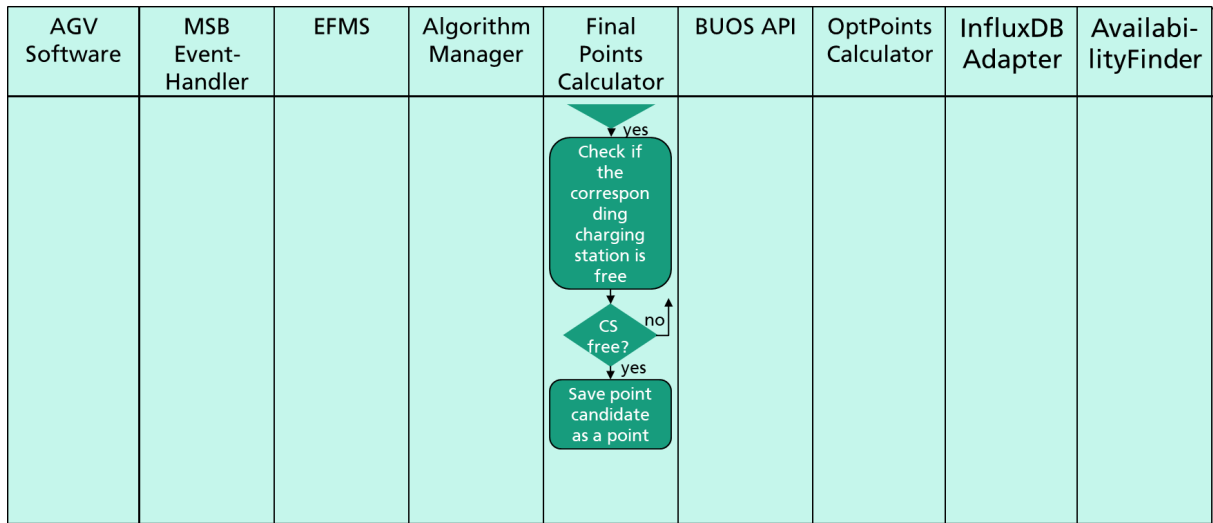 AGV
Software
MSB
Event-
Handler
EFMS
Algorithm
Manager
Final
Points
Calculator
BUOS API
OptPoints
Calculator
InfluxDB
Adapter
Availabi-
lityFinder
yes
Check if
the
correspon
ding
charging
station is
free
CS
free?
no
yes
Save point
candidate
as a point